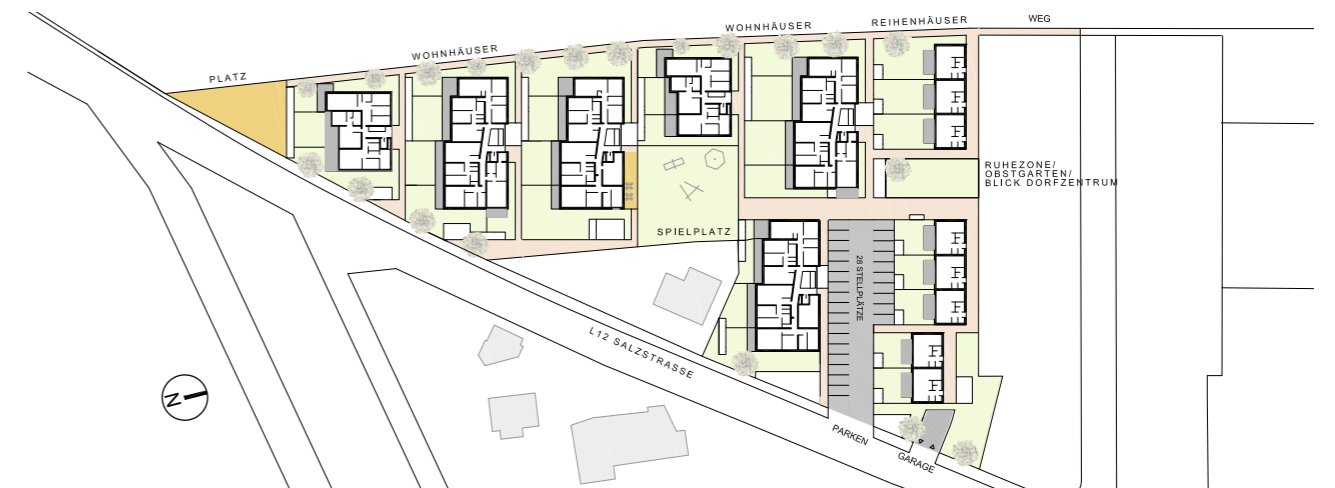 WOHNHÄUSER
REIHENHÄUSER
WEG
WOHNHÄUSER
PLATZ
RUHEZONE/
OBSTGARTEN/
BLICK DORFZENTRUM
SPIELPLATZ
28 STELLPLÄTZE
L12 SALZSTRASSE
N
PARKEN
GARAGE